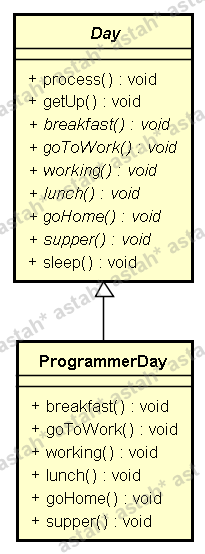 Day
+ process() : void
+ getUp() : void
+ breakfast() : void
+ goToWork() : void
+ working() : void
+ lunch() : void
+ goHome() : void
+ supper() : void
+ sleep() : void
ProgrammerDay
+ breakfast() : void
+ goToWork() : void
+ working() : void
+ lunch() : void
+ goHome() : void
+ supper() : void